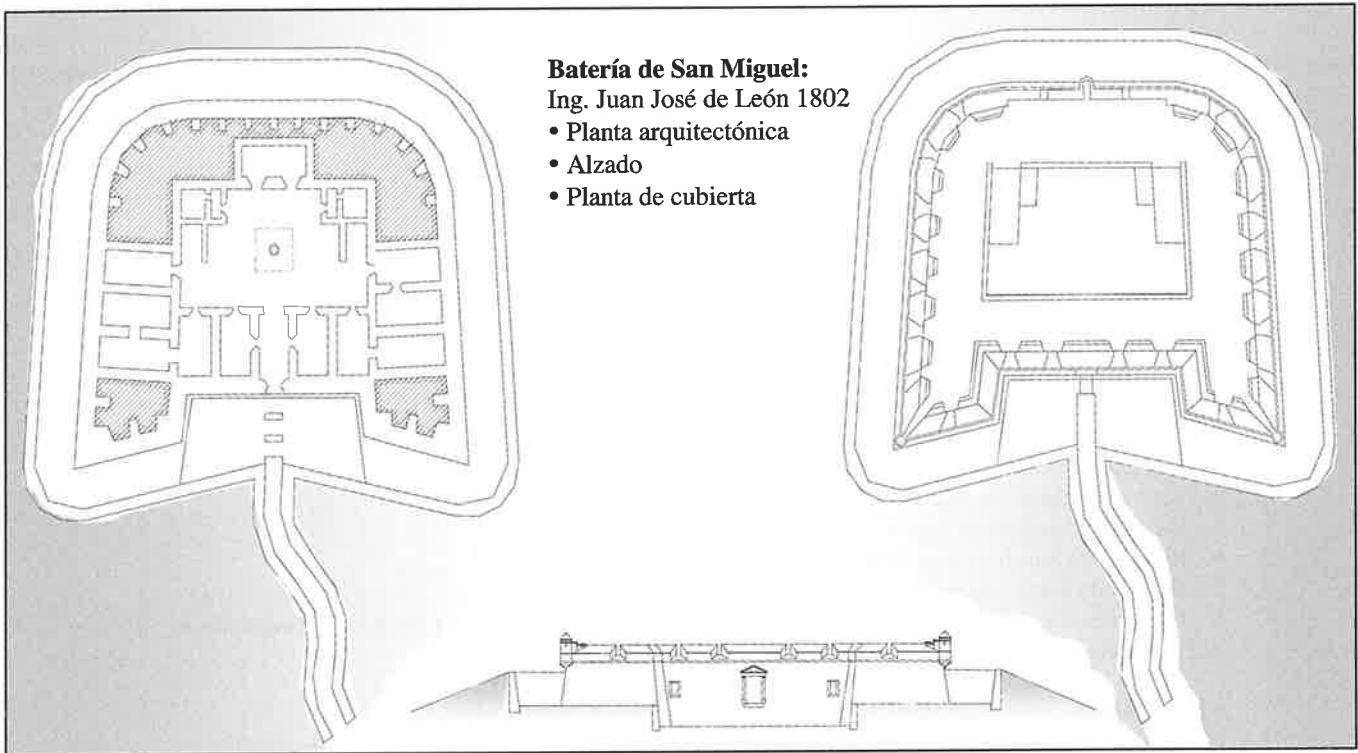 Batería de San Miguel:
Ing. Juan José de León 1802
• Planta arquitectónica
• Alzado
• Planta de cubierta